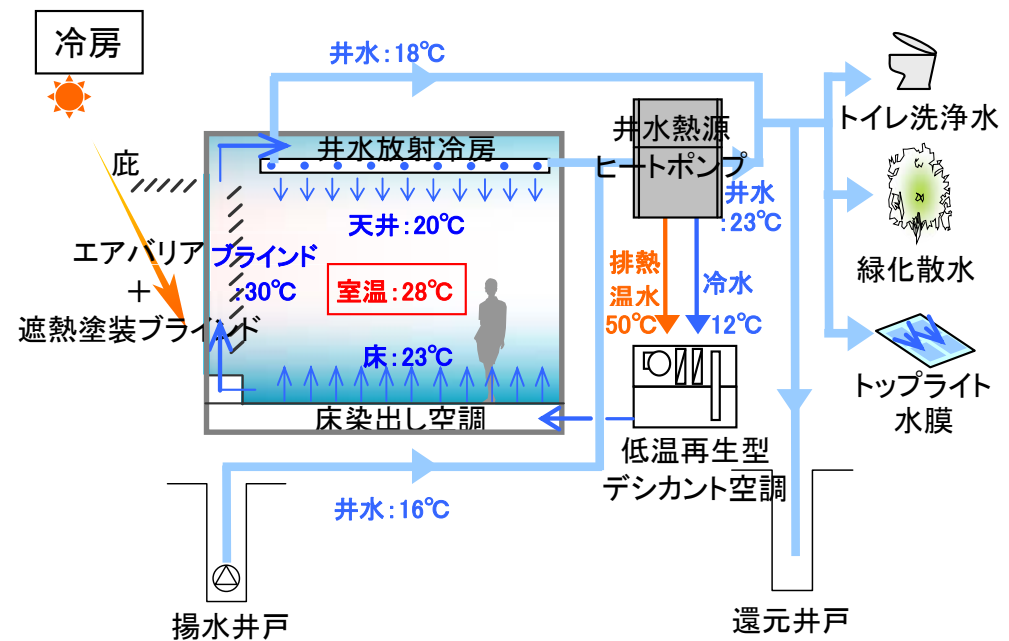 冷房
井水:18℃
トイレ洗浄水
井水熱源
ヒートポンプ
井水放射冷房
庇
天井:20℃
井水
:23℃
エアバリア
+
遮熱塗装ブラインド
ブラインド
:30℃
室温:28℃
排熱
温水
50℃
冷水
12℃
緑化散水
床:23℃
トップライト
水膜
床染出し空調
低温再生型
デシカント空調
井水:16℃
揚水井戸
還元井戸